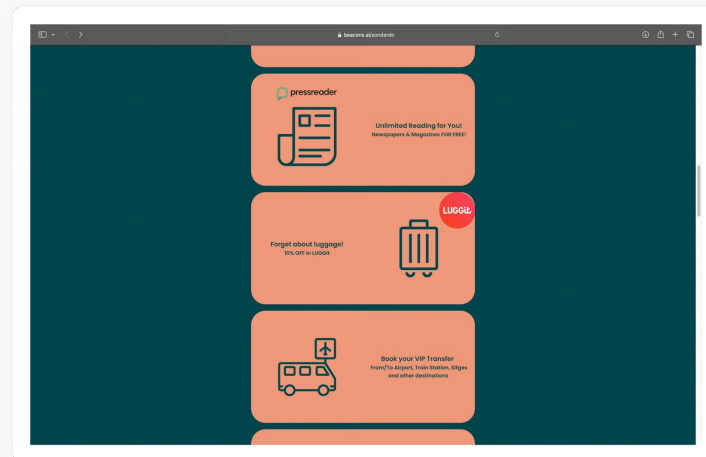 beacons.ai/sonderdo
pressreader
Unlimited Reading for You!
Newspapers & Magazines FOR FREE!
LUGGit
Forget about luggage!
10% OFF in LUGGit
Book your VIP Transfer
From/To Airport, Train Station, Sitges
and other destinations